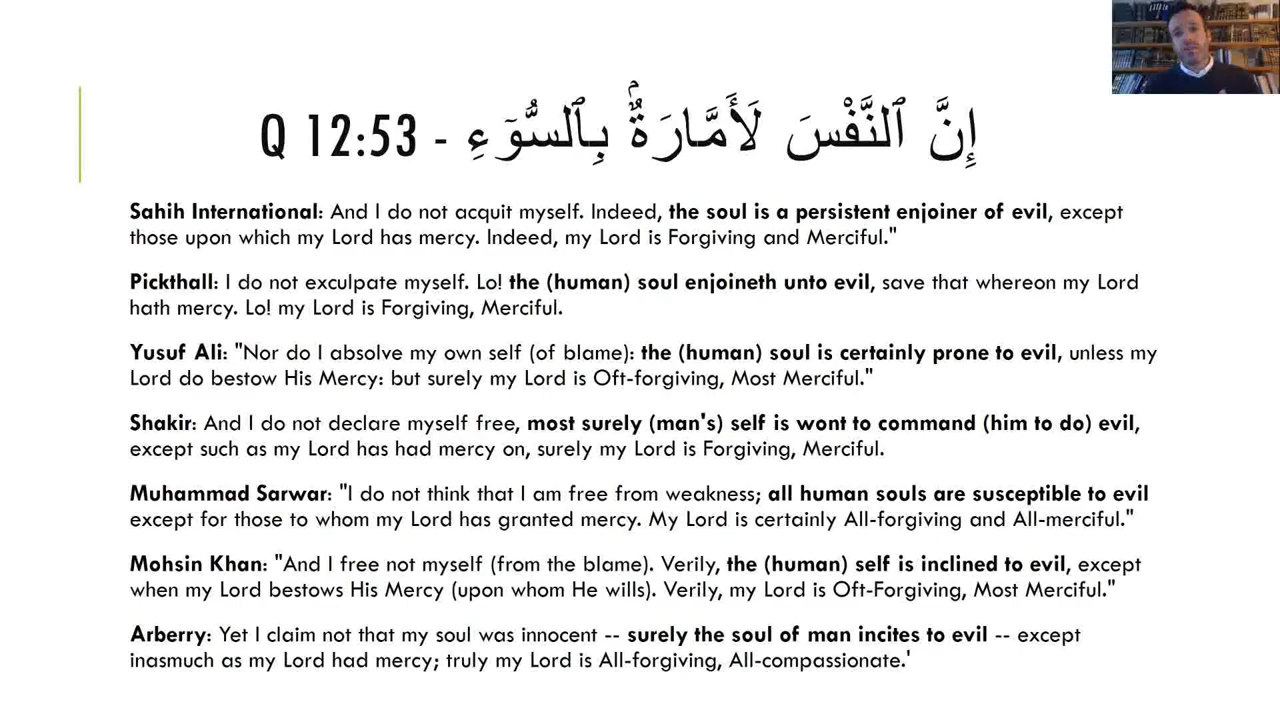 Q 12:53 - إِنَّ ٱلنَّفْسَ لَأَمَّارَةٌۢ بِٱلسُّوٓءِ
Sahih International: And I do not acquit myself. Indeed, the soul is a persistent enjoiner of evil, except
those upon which my Lord has mercy. Indeed, my Lord is Forgiving and Merciful."
Pickthall: I do not exculpate myself. Lo! the (human) soul enjoineth unto evil, save that whereon my Lord
hath mercy. Lo! my Lord is Forgiving, Merciful.
Yusuf Ali: "Nor do I absolve my own self (of blame): the (human) soul is certainly prone to evil, unless my
Lord do bestow His Mercy: but surely my Lord is Oft-forgiving, Most Merciful."
Shakir: And I do not declare myself free, most surely (man's) self is wont to command (him to do) evil,
except such as my Lord has had mercy on, surely my Lord is Forgiving, Merciful.
Muhammad Sarwar: "I do not think that I am free from weakness; all human souls are susceptible to evil
except for those to whom my Lord has granted mercy. My Lord is certainly All-forgiving and All-merciful."
Mohsin Khan: "And I free not myself (from the blame). Verily, the (human) self is inclined to evil, except
when my Lord bestows His Mercy (upon whom He wills). Verily, my Lord is Oft-Forgiving, Most Merciful."
Arberry: Yet I claim not that my soul was innocent -- surely the soul of man incites to evil -- except
inasmuch as my Lord had mercy; truly my Lord is All-forgiving, All-compassionate.'